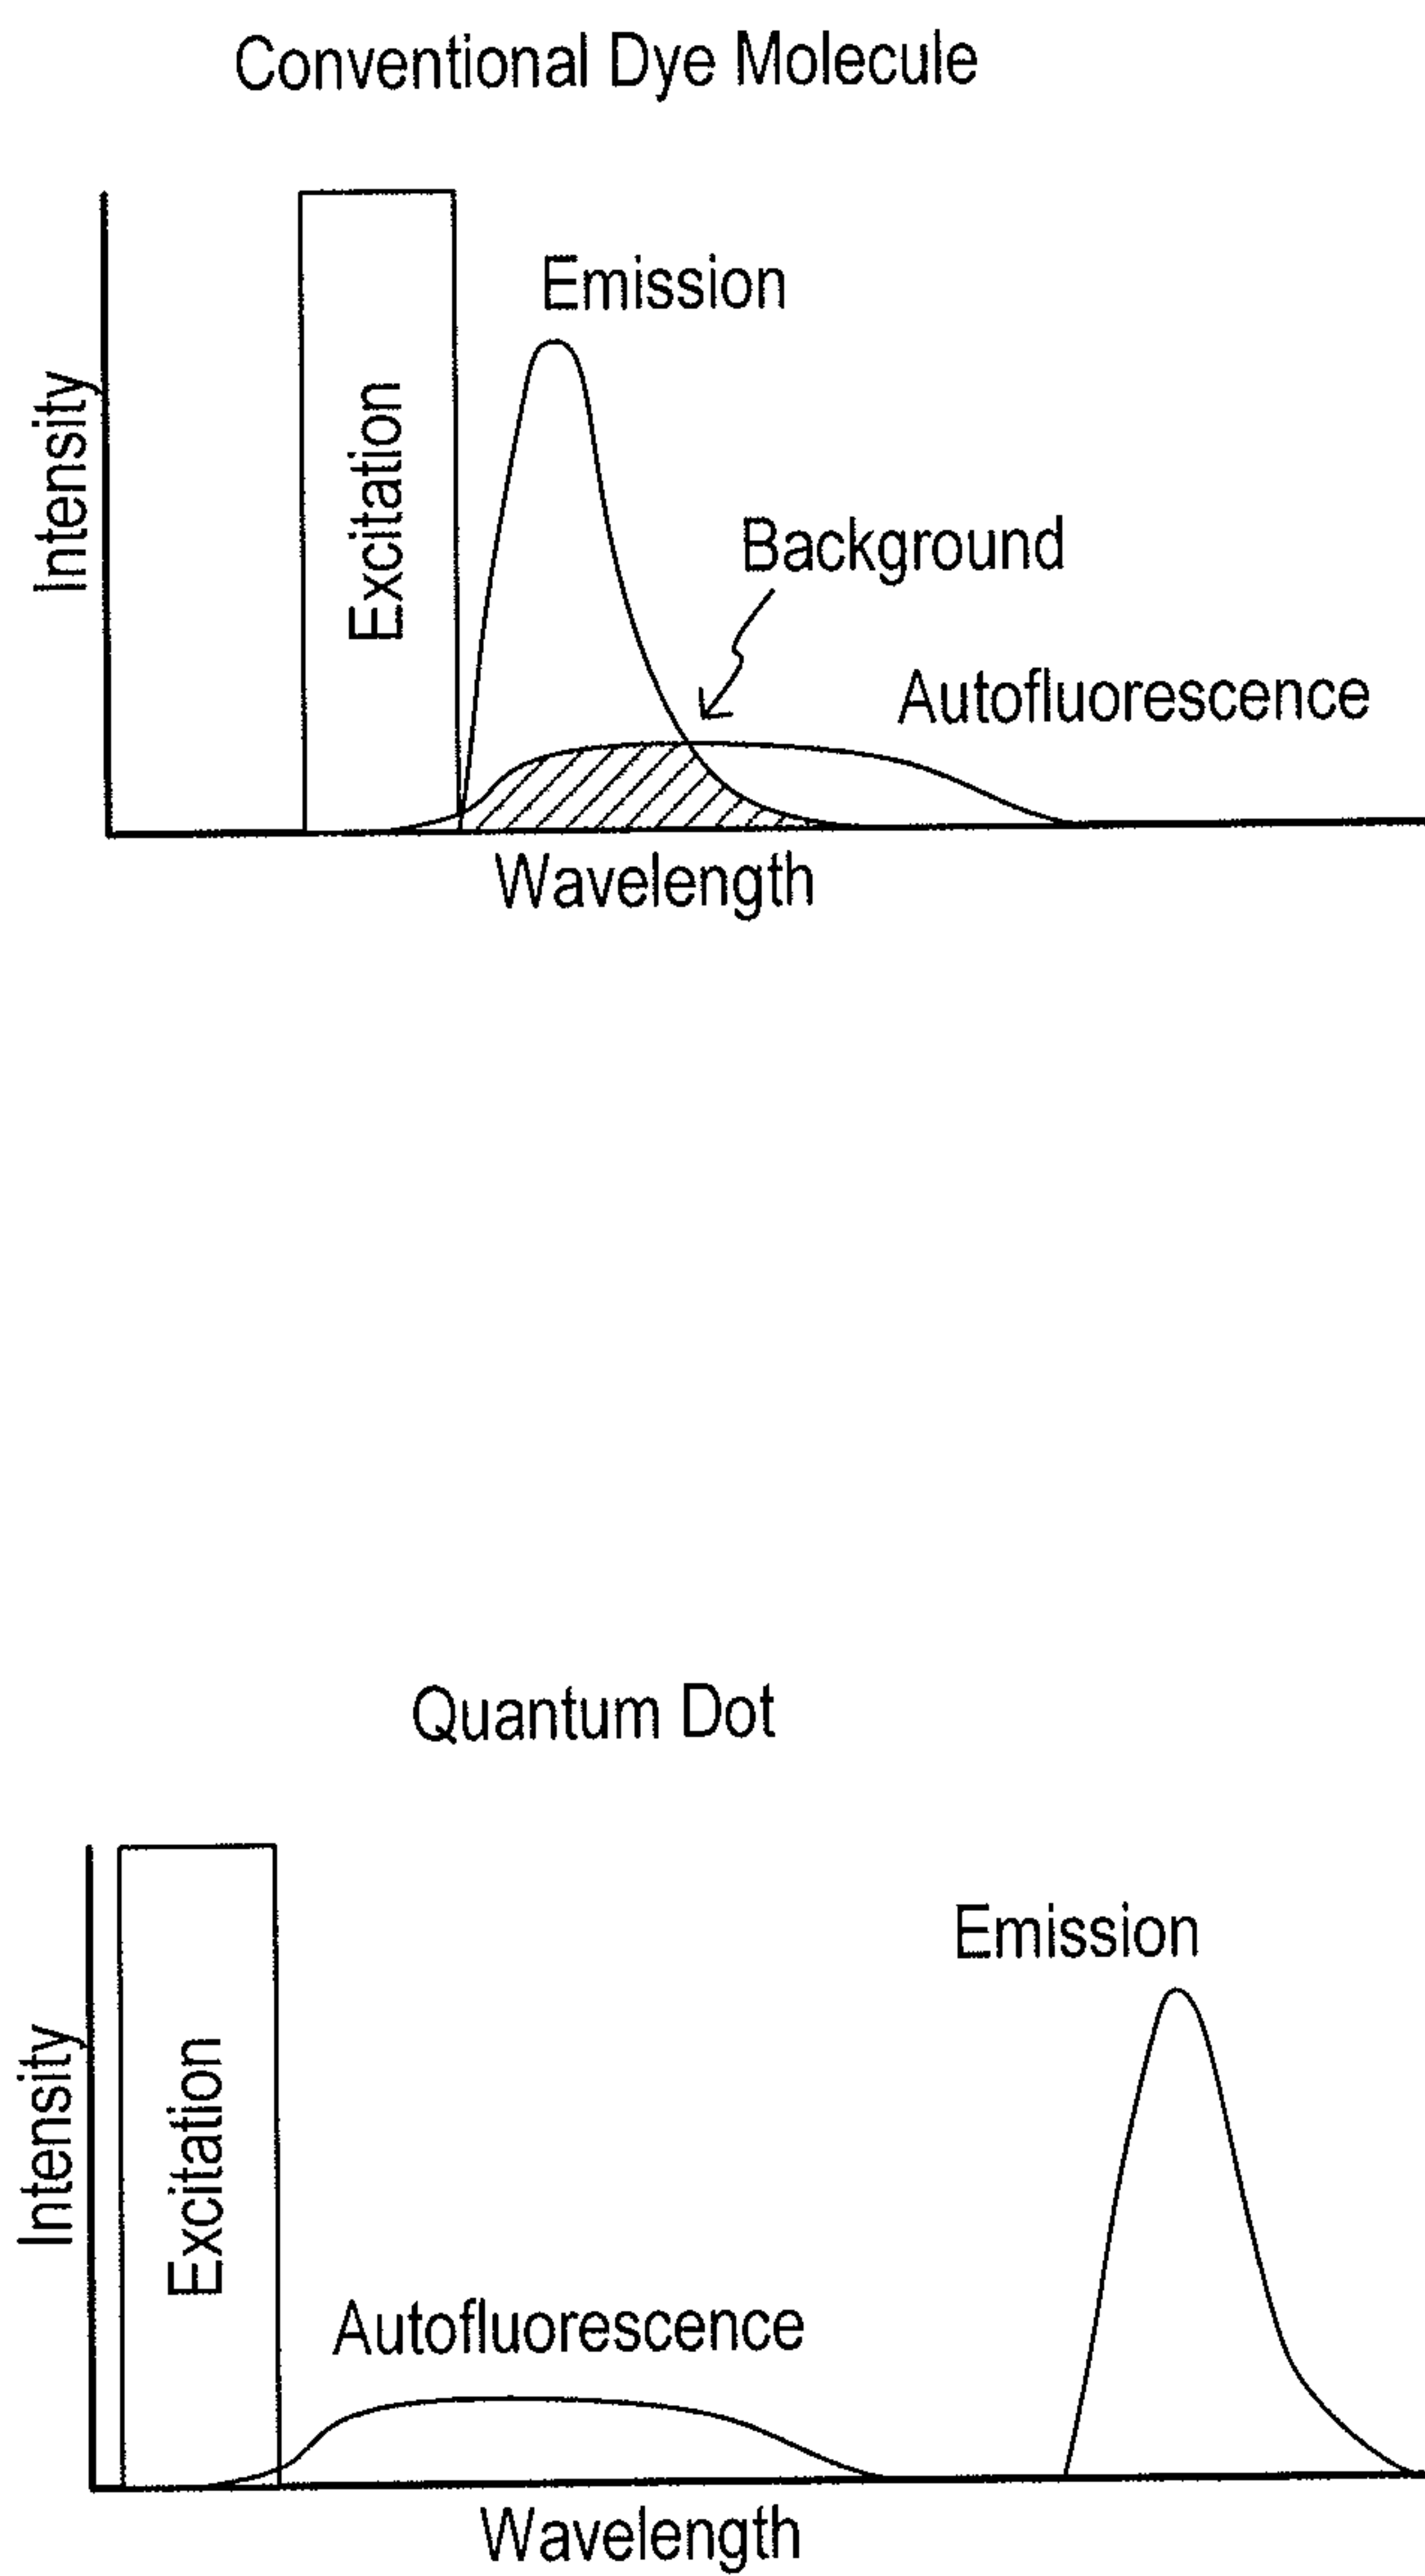 Conventional Dye Molecule
Intensity
Excitation
Emission
Background
Autofluorescence
Wavelength
Quantum Dot
Intensity
Excitation
Emission
Autofluorescence
Wavelength